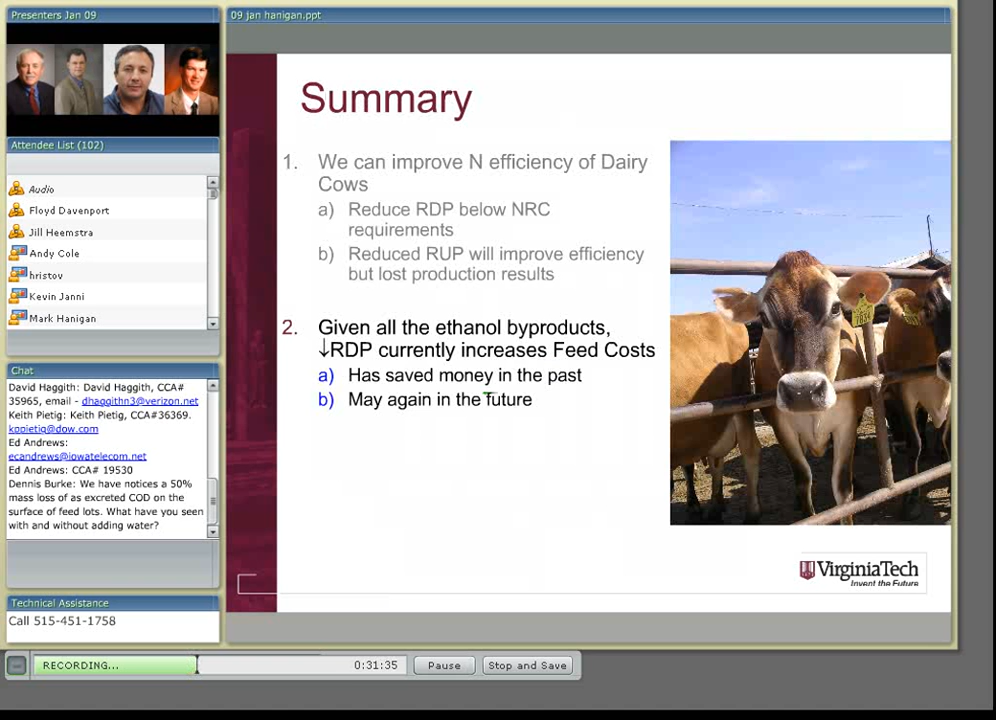 Presenters Jan 09
09 jan hanigan.ppt
Attendee List (102)
Audio
Floyd Davenport
Jill Heemstra
Andy Cole
hristov
Kevin Janni
Mark Hanigan
Chat
David Haggith: David Haggith, CCA#
35965, email - dhaggithn3@verizon.net
Keith Pietig: Keith Pietig, CCA#36369.
kppietig@dow.com
Ed Andrews:
ecandrews@iowatelecom.net
Ed Andrews: CCA# 19530
Dennis Burke: We have notices a 50%
mass loss of as excreted COD on the
surface of feed lots. What have you seen
with and without adding water?
Technical Assistance
Call 515-451-1758
Summary
1. We can improve N efficiency of Dairy
Cows
a) Reduce RDP below NRC
requirements
b) Reduced RUP will improve efficiency
but lost production results
2. Given all the ethanol byproducts,
↓RDP currently increases Feed Costs
a) Has saved money in the past
b) May again in the future
VirginiaTech
Invent the Future
RECORDING...
0:31:35
Pause
Stop and Save